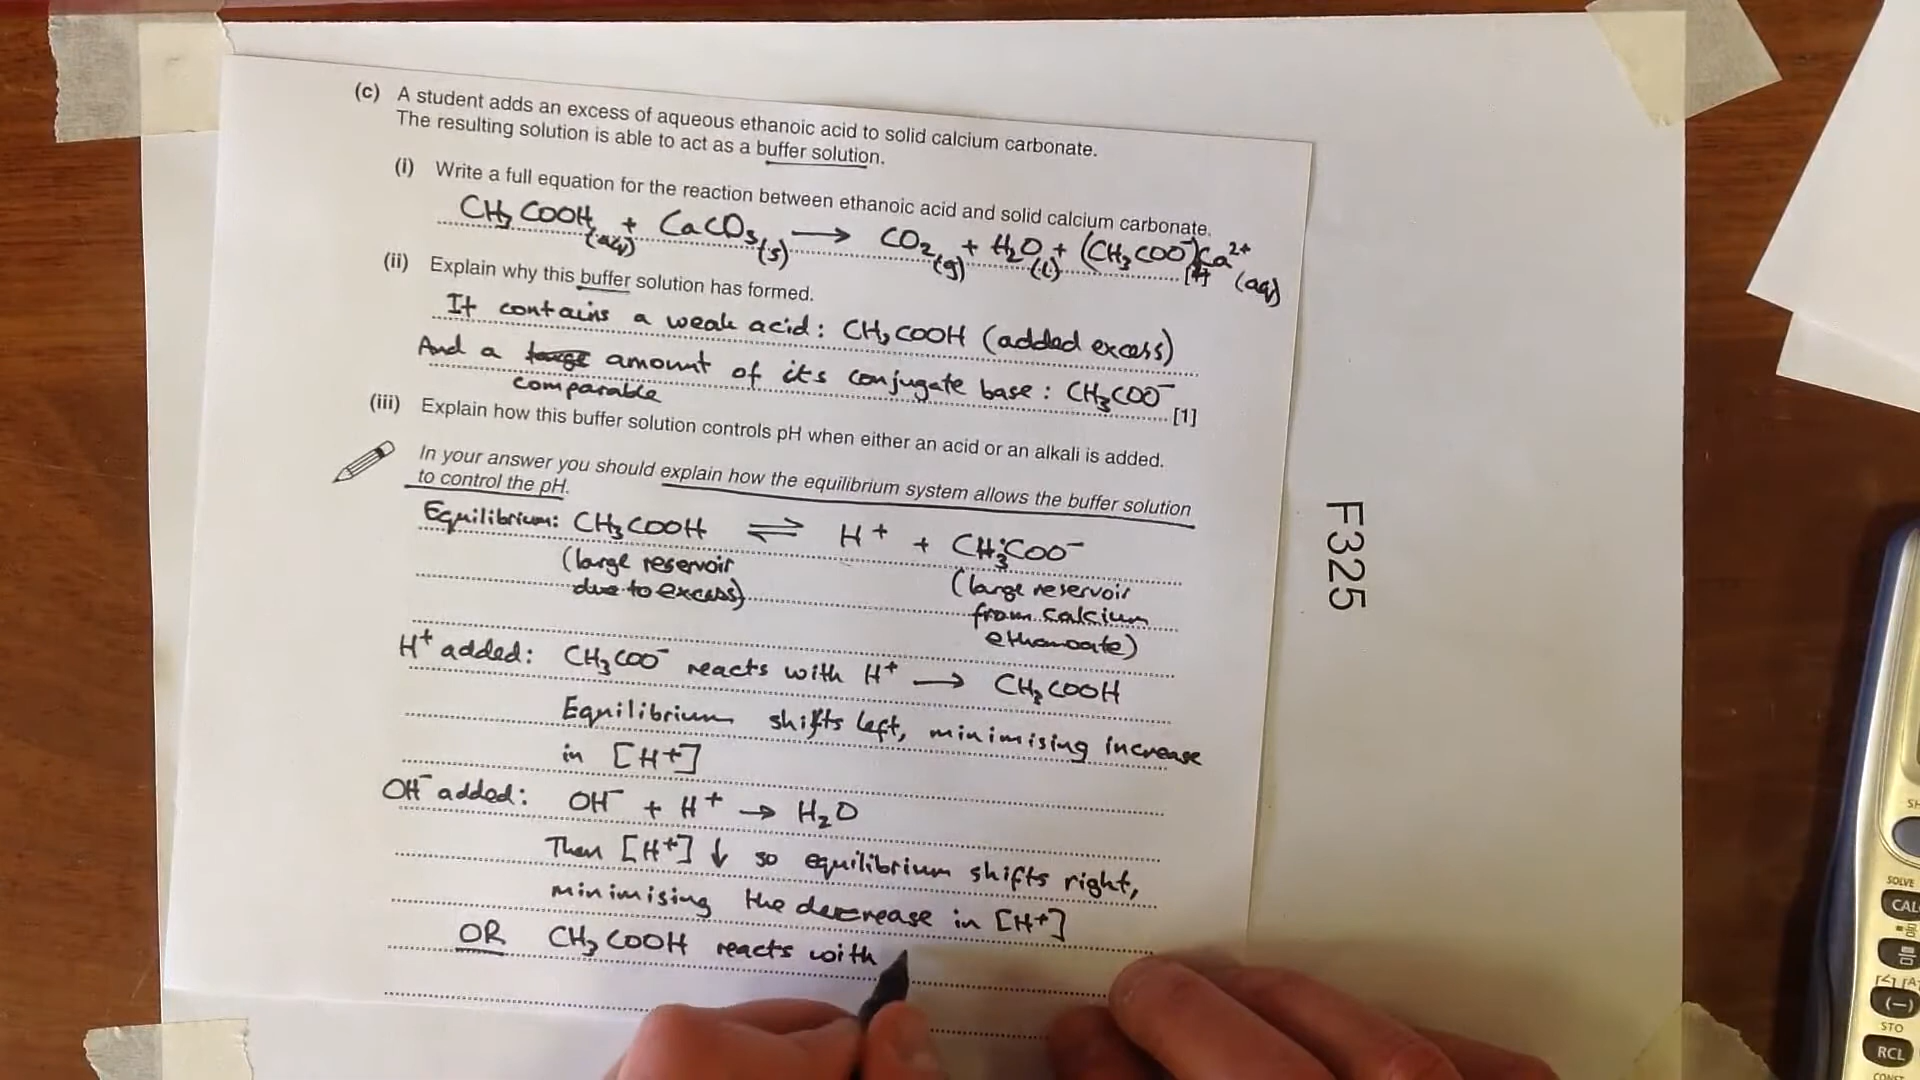 (c) A student adds an excess of aqueous ethanoic acid to solid calcium carbonate.
The resulting solution is able to act as a buffer solution.
(i) Write a full equation for the reaction between ethanoic acid and solid calcium carbonate.
CH₃COOH(aq) + CaCO₃(s) → CO₂(g) + H₂O(l) + (CH₃COO⁻)Ca²⁺(aq)
(ii) Explain why this buffer solution has formed.
It contains a weak acid: CH₃COOH (added excess)
And a amount of its conjugate base: CH₃COO⁻
comparable
[1]
(iii) Explain how this buffer solution controls pH when either an acid or an alkali is added.
In your answer you should explain how the equilibrium system allows the buffer solution
to control the pH.
Equilibrium: CH₃COOH ⇌ H⁺ + CH₃COO⁻
(large reservoir
due to excess)
(large reservoir
from calcium
ethanoate)
H⁺ added: CH₃COO⁻ reacts with H⁺ → CH₃COOH
Equilibrium shifts left, minimising increase
in [H⁺]
OH⁻ added: OH⁻ + H⁺ → H₂O
Then [H⁺] ↓ so equilibrium shifts right,
minimising the decrease in [H⁺]
OR CH₃COOH reacts with
F325
SOLVE
CAL
STO
RCL
(−)